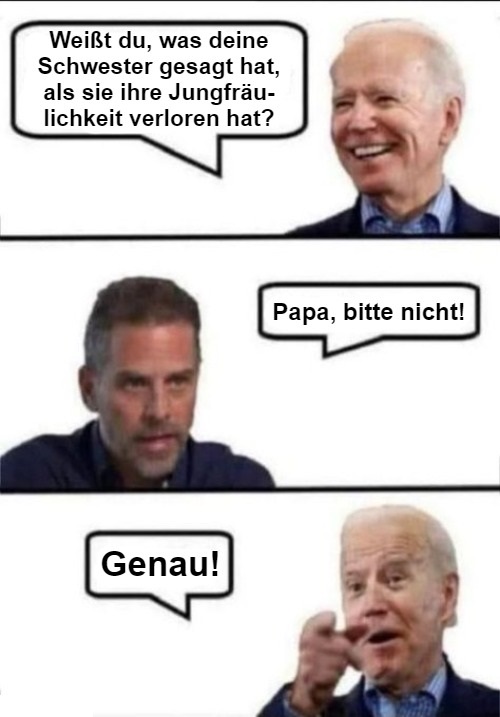 Weißt du, was deine
Schwester gesagt hat,
als sie ihre Jungfräu-
lichkeit verloren hat?
Papa, bitte nicht!
Genau!